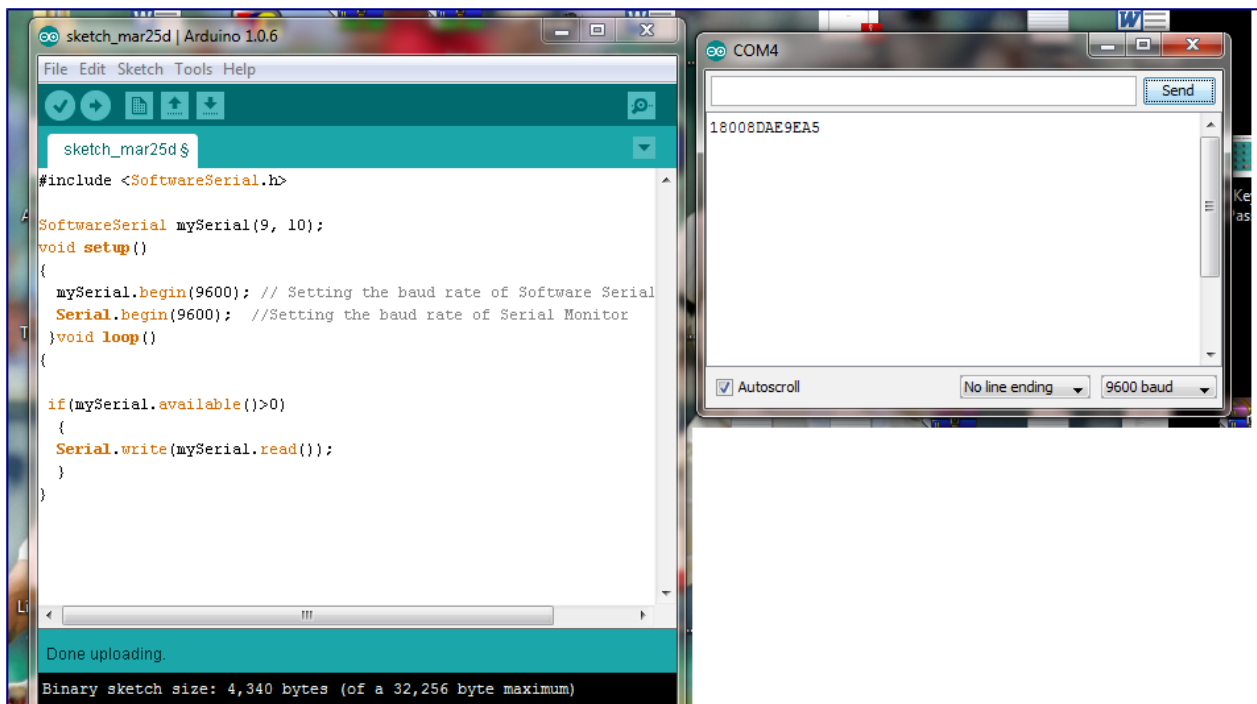 sketch_mar25d | Arduino 1.0.6
File Edit Sketch Tools Help
sketch_mar25d §
#include <SoftwareSerial.h>
SoftwareSerial mySerial(9, 10);
void setup()
{
mySerial.begin(9600); // Setting the baud rate of Software Serial
Serial.begin(9600); //Setting the baud rate of Serial Monitor
}void loop()
{
if(mySerial.available()>0)
{
Serial.write(mySerial.read());
}
}
Done uploading.
Binary sketch size: 4,340 bytes (of a 32,256 byte maximum)
COM4
Send
18008DAE9EA5
Autoscroll
No line ending
9600 baud
W
Ke
as
Li